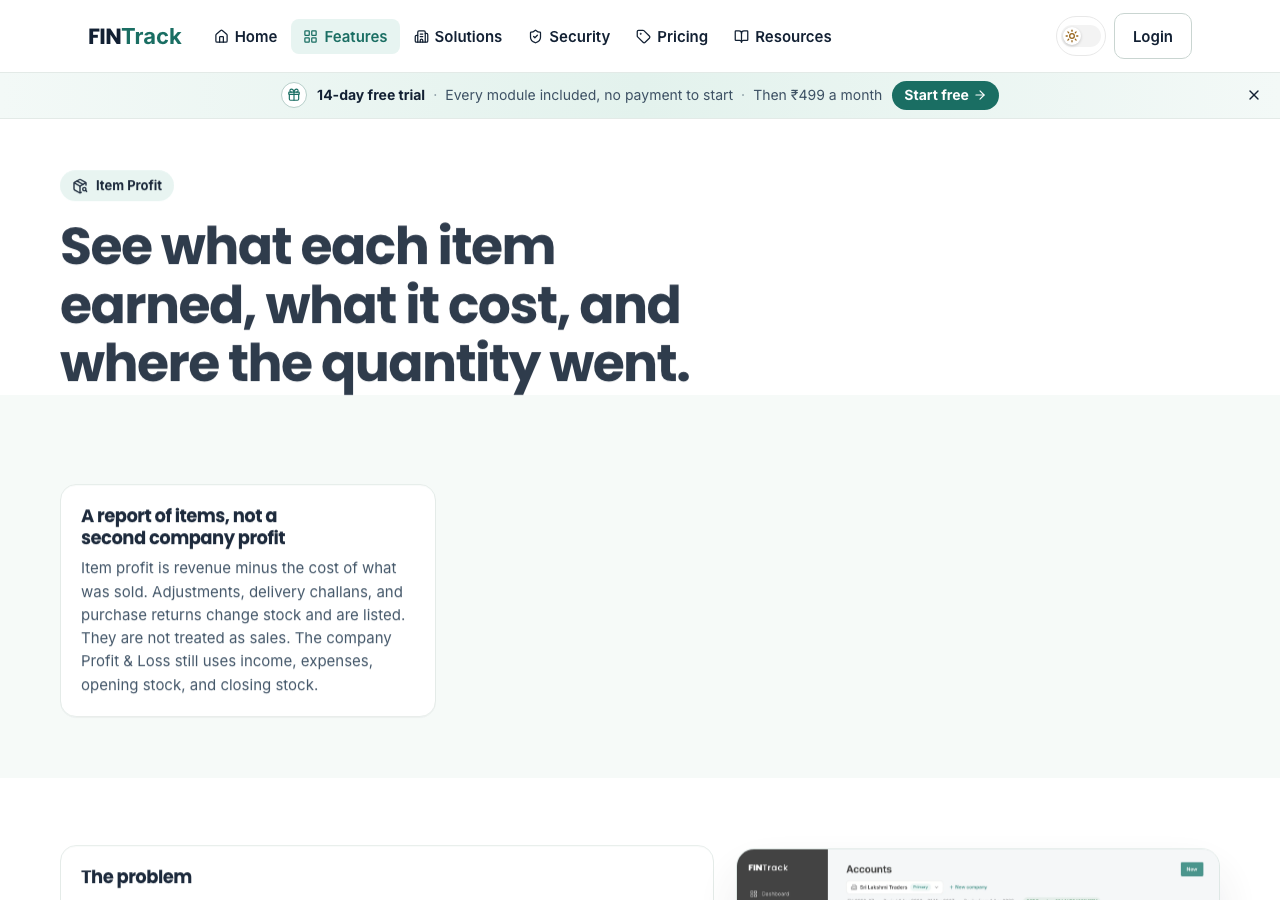 FINTrack
Home
Features
Solutions
Security
Pricing
Resources
Login
14-day free trial · Every module included, no payment to start · Then ₹499 a month
Start free →
Item Profit
See what each item
earned, what it cost, and
where the quantity went.
A report of items, not a
second company profit
Item profit is revenue minus the cost of what
was sold. Adjustments, delivery challans, and
purchase returns change stock and are listed.
They are not treated as sales. The company
Profit & Loss still uses income, expenses,
opening stock, and closing stock.
The problem
FINTrack
Dashboard
Accounts
New
Sri Lakshmi Traders
Primary
+ New company